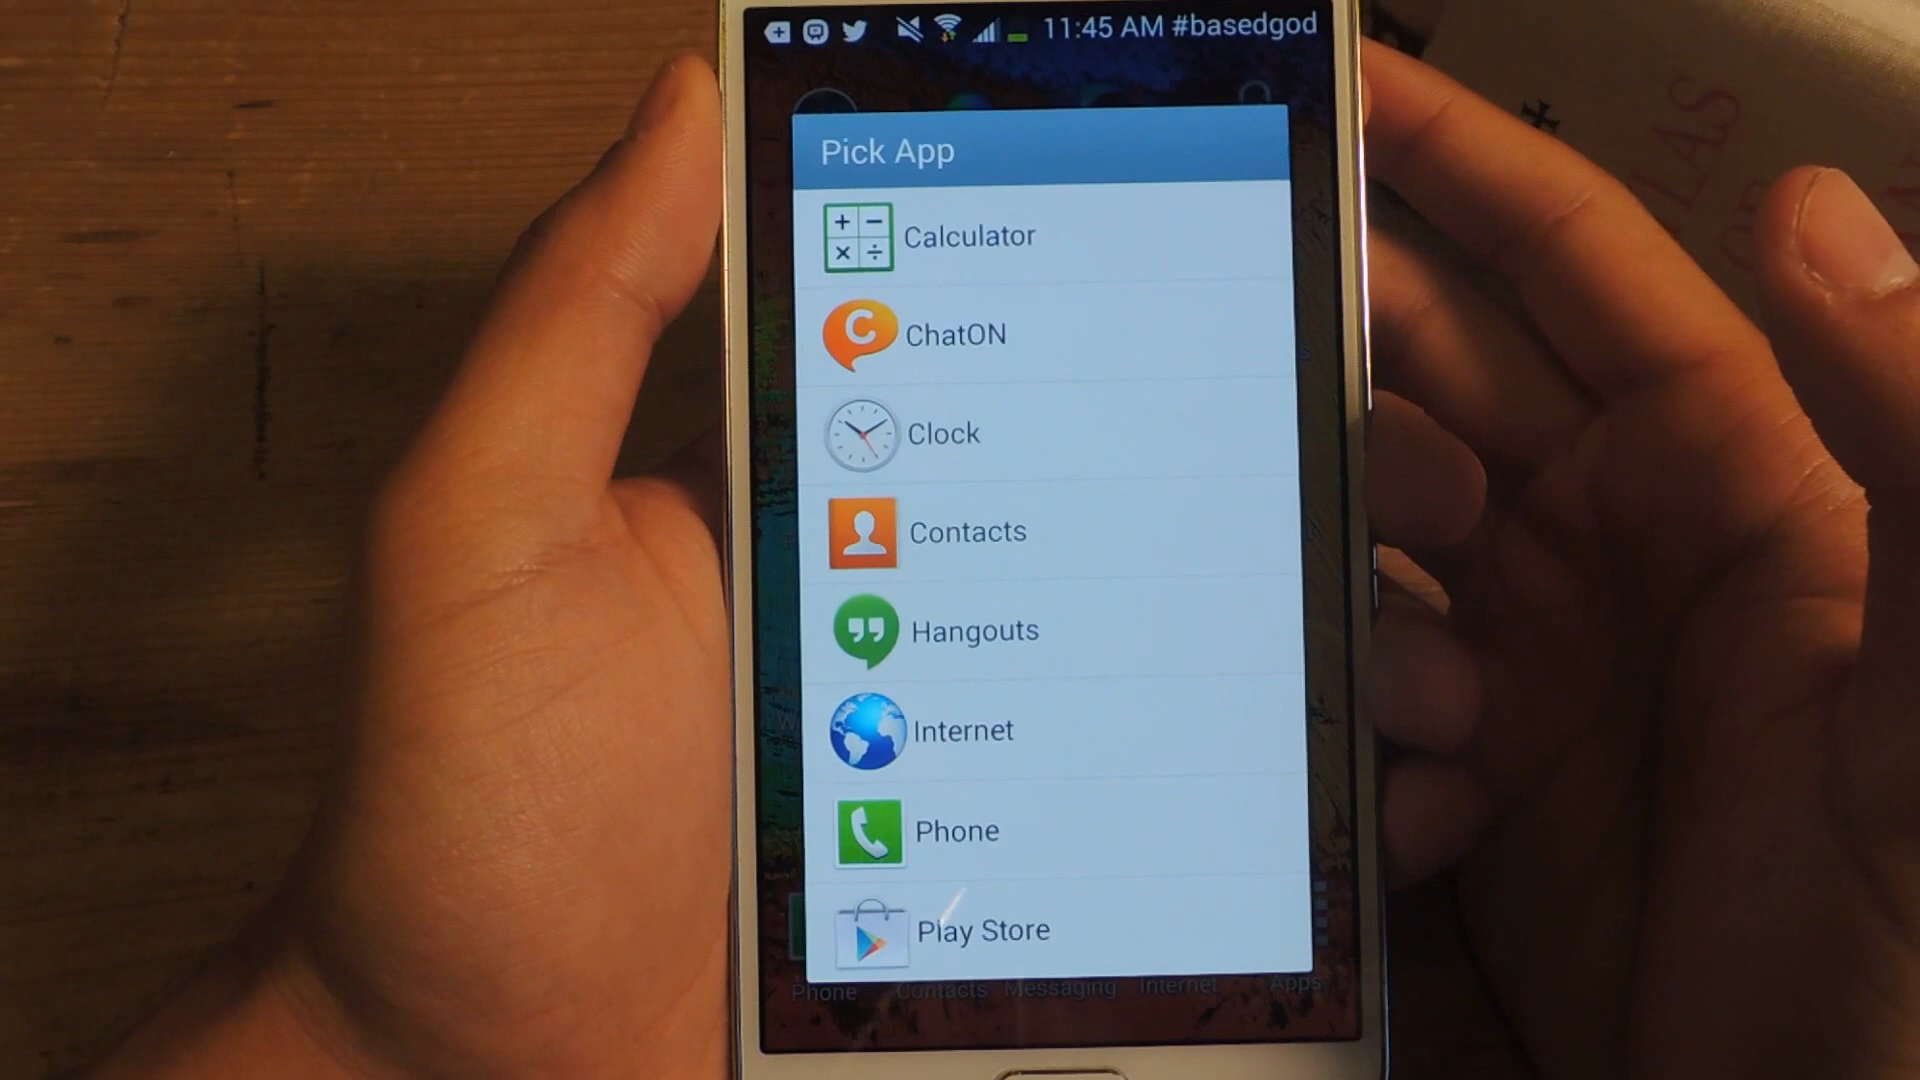 11:45 AM #basedgod
Pick App
Calculator
ChatON
Clock
Contacts
Hangouts
Internet
Phone
Play Store
Phone Contacts Messaging Internet Apps